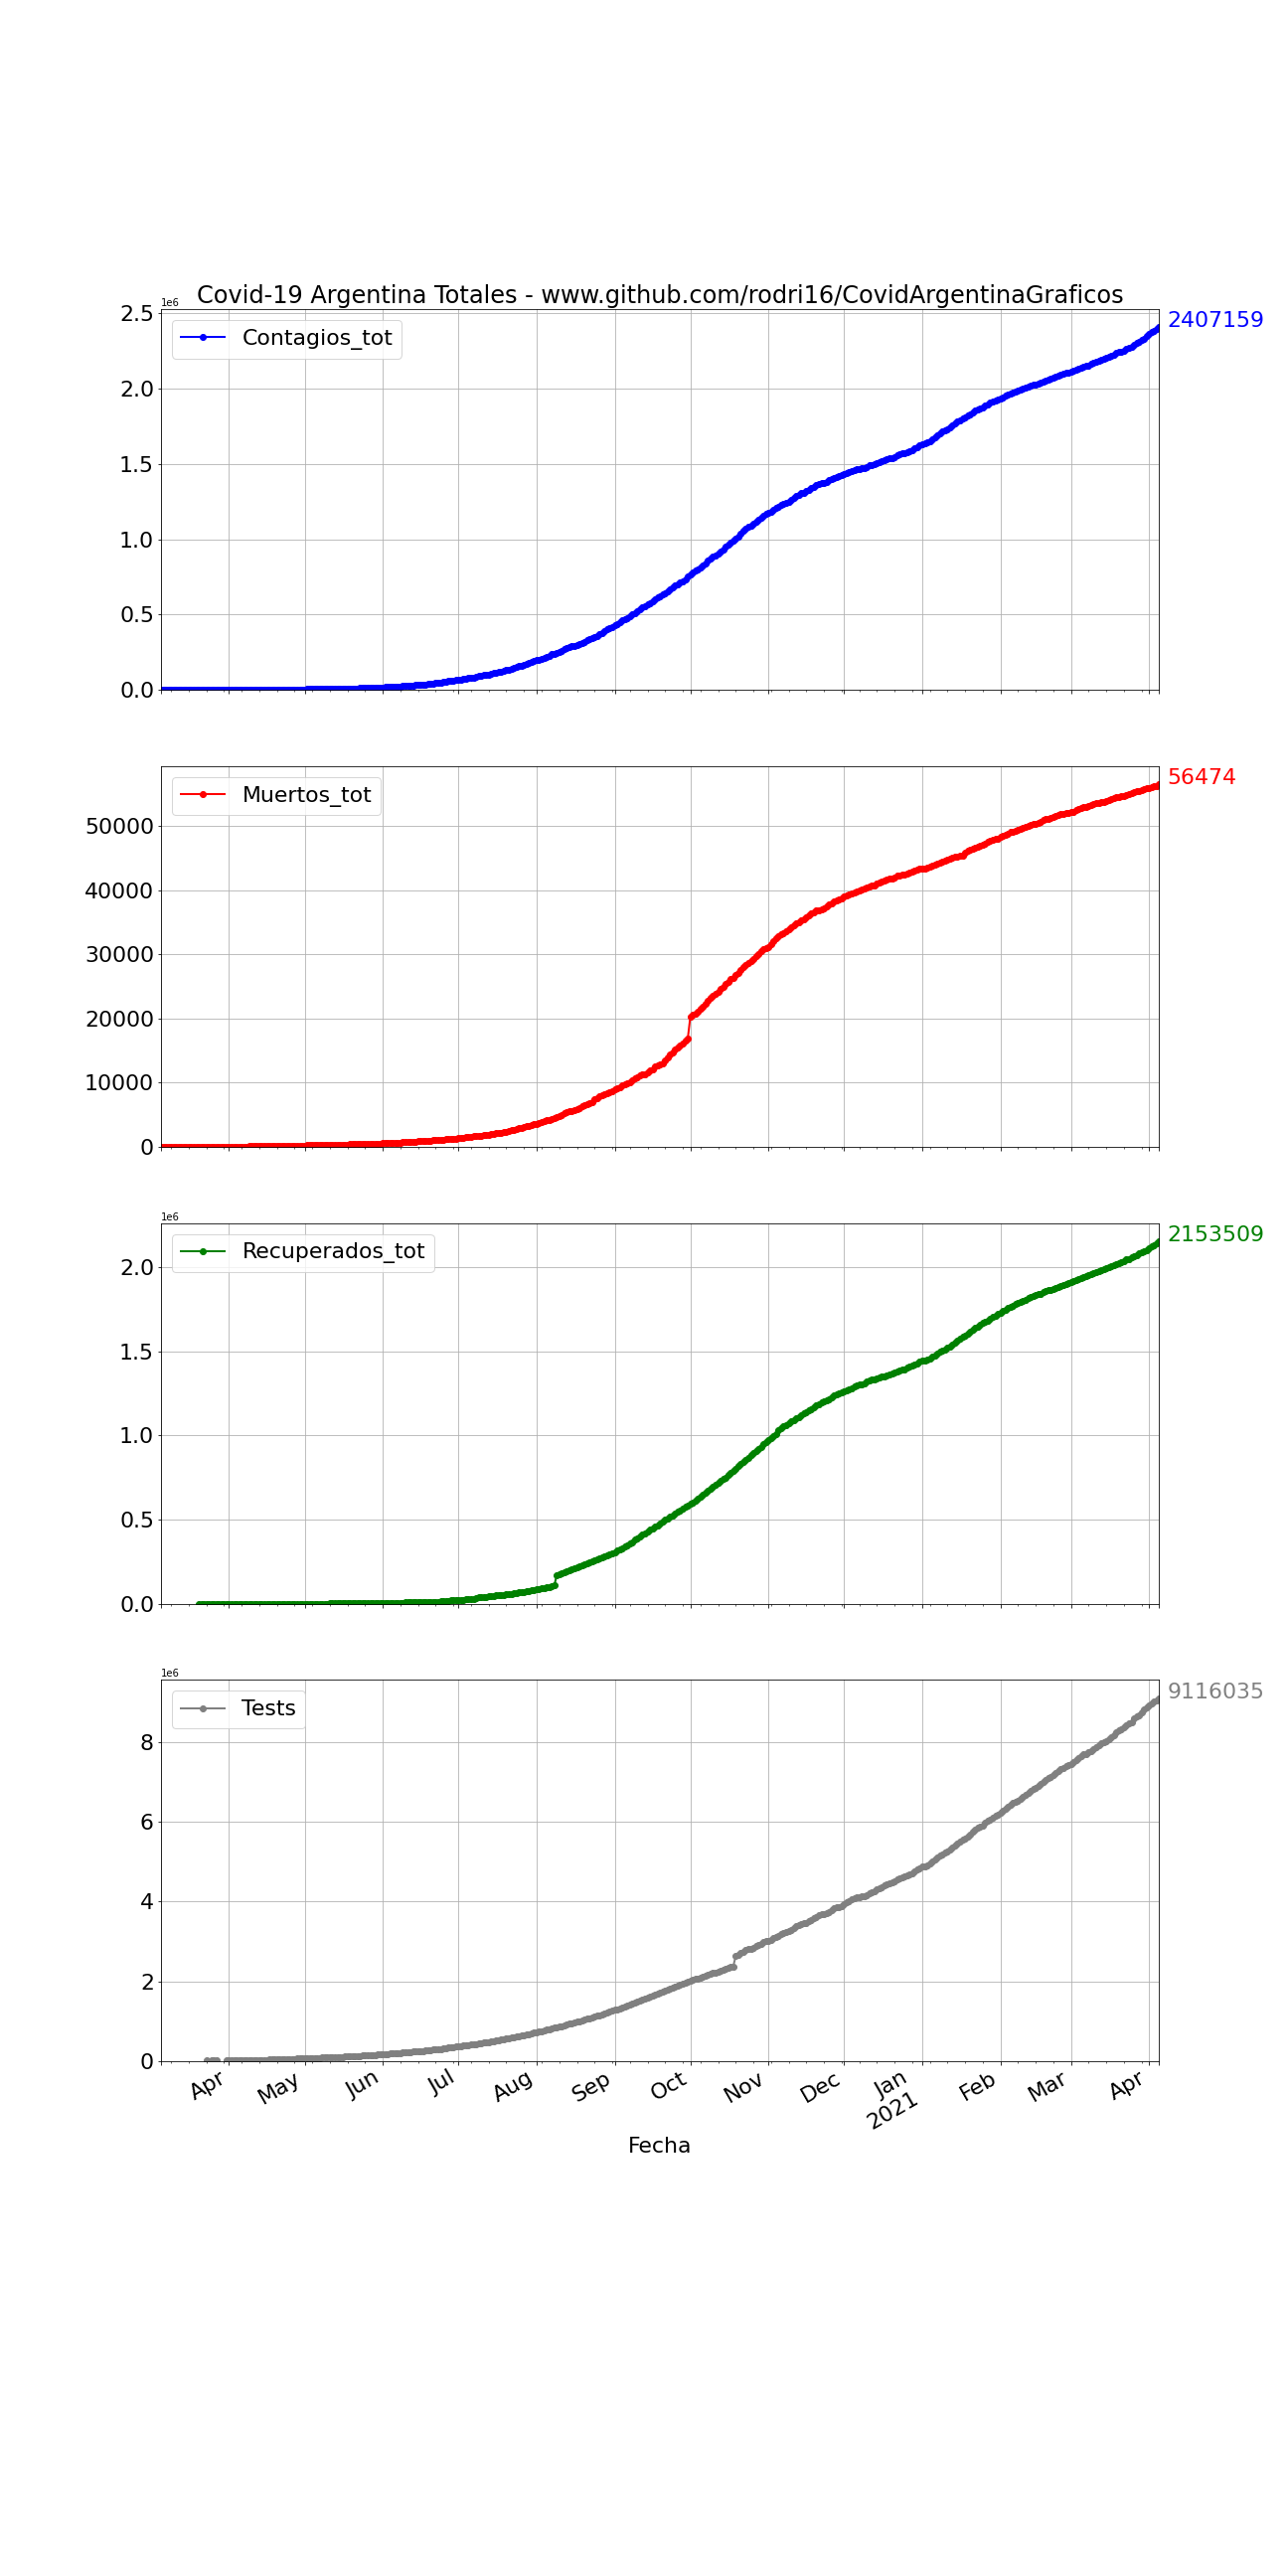 Covid-19 Argentina Totales - www.github.com/rodri16/CovidArgentinaGraficos
1e6
2.5
2.0
1.5
1.0
0.5
0.0
Contagios_tot
2407159
50000
40000
30000
20000
10000
0
Muertos_tot
56474
1e6
2.0
1.5
1.0
0.5
0.0
Recuperados_tot
2153509
1e6
8
6
4
2
0
Tests
9116035
Apr May Jun Jul Aug Sep Oct Nov Dec Jan Feb Mar Apr
2021
Fecha